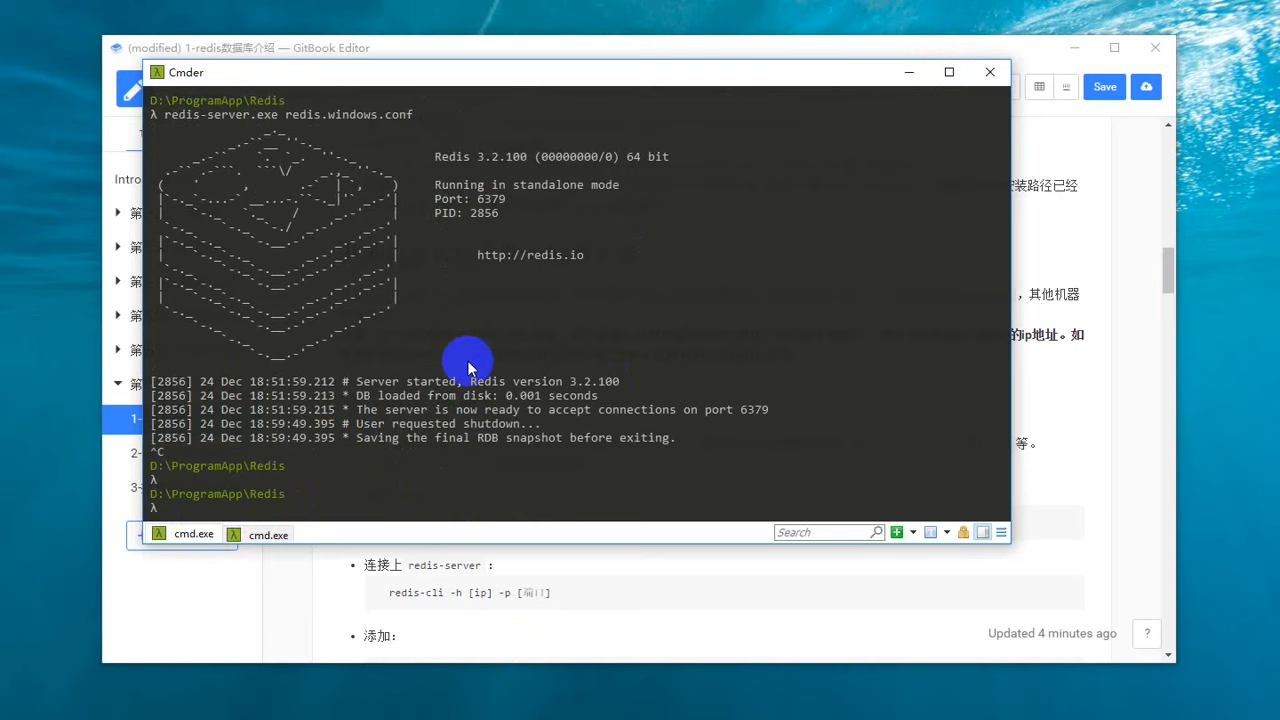 (modified) 1-redis数据库介绍 — GitBook Editor
Cmder
Save
D:\ProgramApp\Redis
λ redis-server.exe redis.windows.conf
Redis 3.2.100 (00000000/0) 64 bit
Running in standalone mode
Port: 6379
PID: 2856
http://redis.io
[2856] 24 Dec 18:51:59.212 # Server started, Redis version 3.2.100
[2856] 24 Dec 18:51:59.213 * DB loaded from disk: 0.001 seconds
[2856] 24 Dec 18:51:59.215 * The server is now ready to accept connections on port 6379
[2856] 24 Dec 18:59:49.395 # User requested shutdown...
[2856] 24 Dec 18:59:49.395 * Saving the final RDB snapshot before exiting.
^C
D:\ProgramApp\Redis
λ
D:\ProgramApp\Redis
λ
cmd.exe
cmd.exe
Search
Intro
第
第
第
第
第
第
1-
2-
3-
装路径已经
，其他机器
的ip地址。如
等。
连接上 redis-server ：
redis-cli -h [ip] -p [端口]
添加：
Updated 4 minutes ago
?